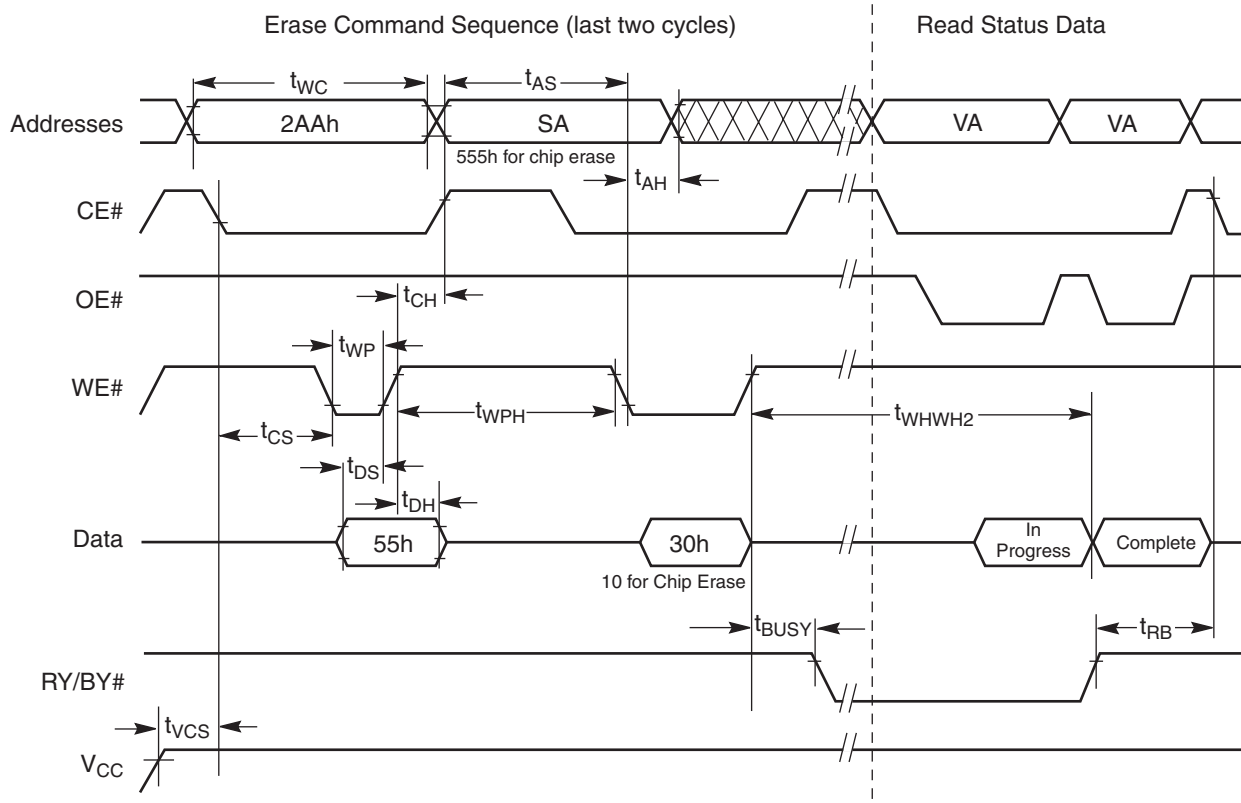 Erase Command Sequence (last two cycles)
Read Status Data
tWC
tAS
Addresses
2AAh
SA
VA
VA
555h for chip erase
tAH
CE#
OE#
tCH
tWP
WE#
tWPH
tWHWH2
tCS
tDS
tDH
Data
55h
30h
In
Progress
Complete
10 for Chip Erase
tBUSY
tRB
RY/BY#
tVCS
VCC